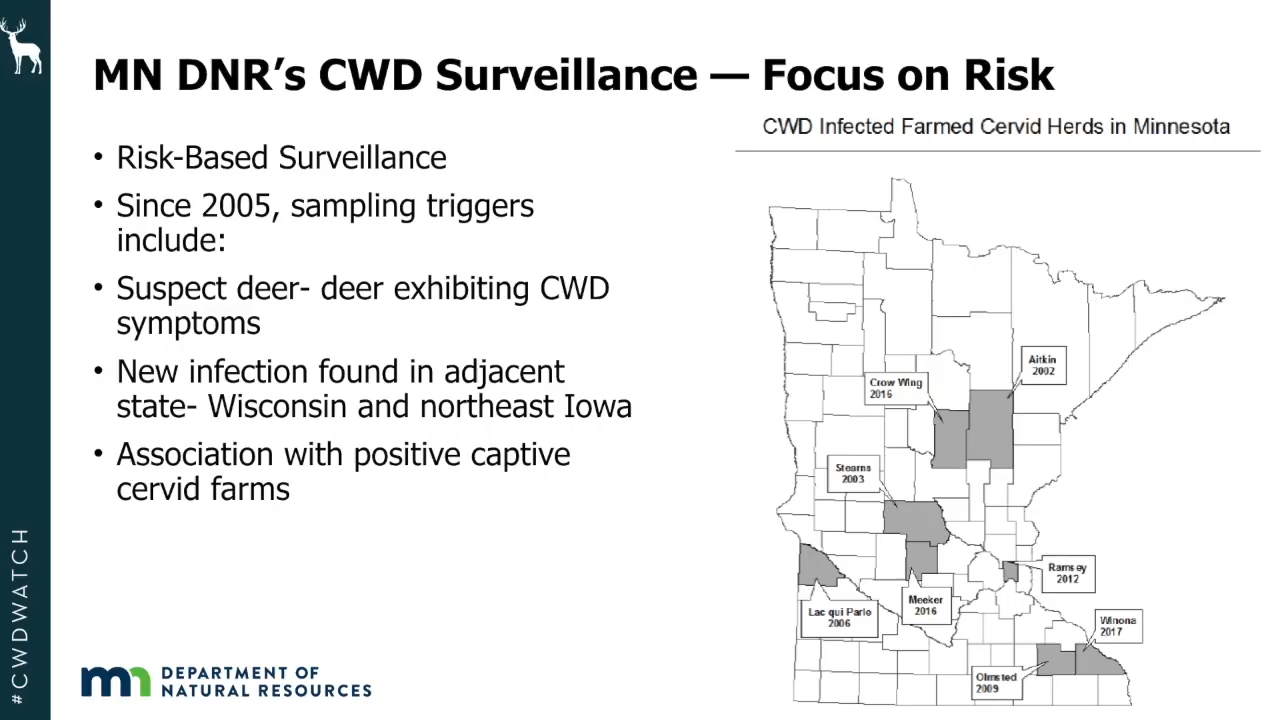 MN DNR’s CWD Surveillance — Focus on Risk
• Risk-Based Surveillance
• Since 2005, sampling triggers
include:
• Suspect deer- deer exhibiting CWD
symptoms
• New infection found in adjacent
state- Wisconsin and northeast Iowa
• Association with positive captive
cervid farms
CWD Infected Farmed Cervid Herds in Minnesota
Aitkin
2002
Crow Wing
2016
Stearns
2003
Ramsey
2012
Lac qui Parle
2006
Meeker
2016
Winona
2017
Olmsted
2009
#CWDWATCH
mn DEPARTMENT OF
NATURAL RESOURCES